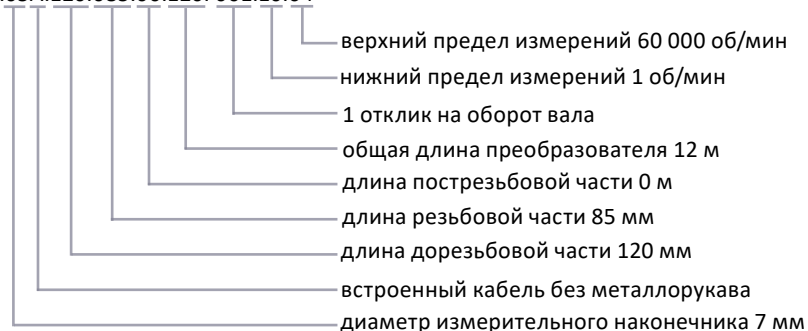 верхний предел измерений 60 000 об/мин
нижний предел измерений 1 об/мин
1 отклик на оборот вала
общая длина преобразователя 12 м
длина пострезьбовой части 0 м
длина резьбовой части 85 мм
длина дорезьбовой части 120 мм
встроенный кабель без металлорукава
диаметр измерительного наконечника 7 мм